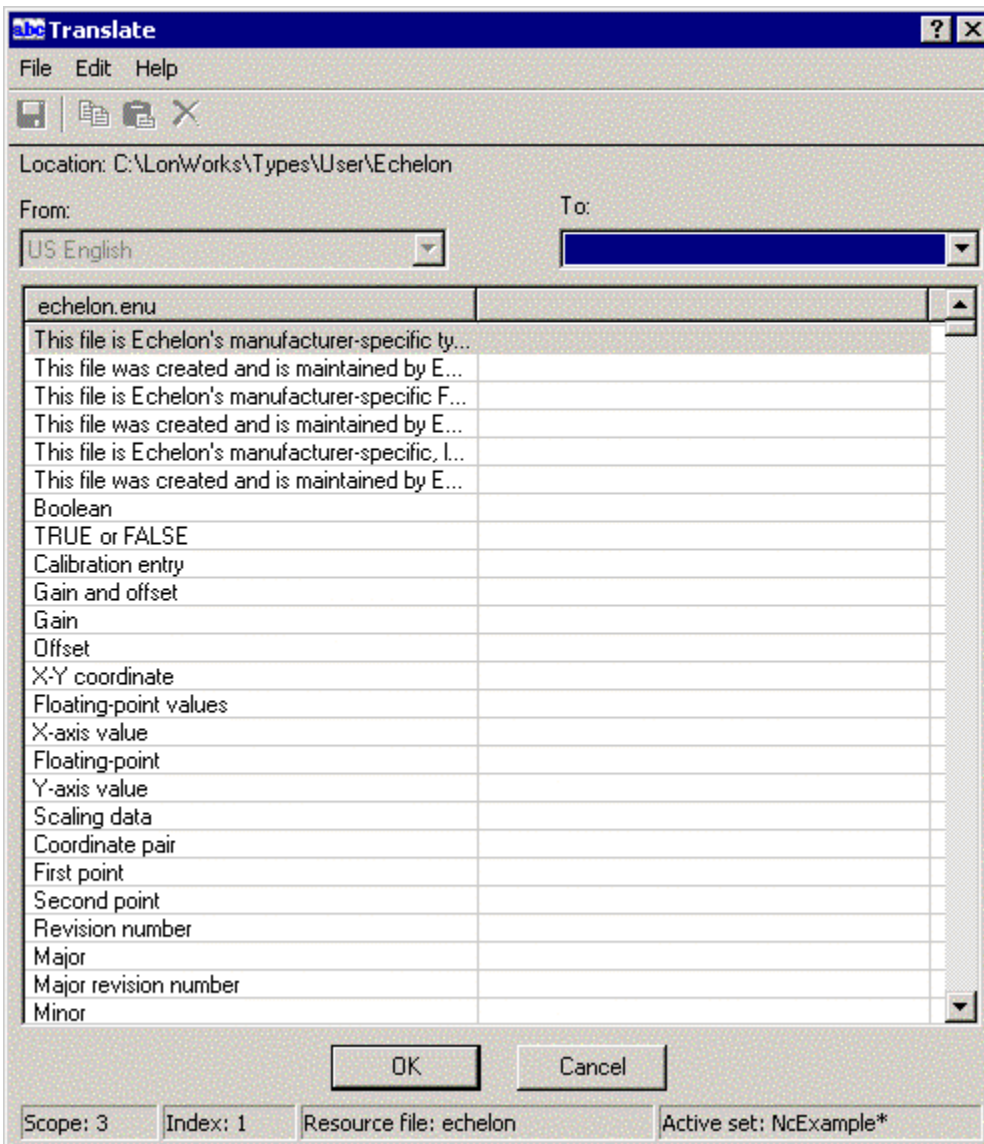 abc Translate
File Edit Help
Location: C:\LonWorks\Types\User\Echelon
From: To:
US English
echelon.enu
This file is Echelon's manufacturer-specific ty...
This file was created and is maintained by E...
This file is Echelon's manufacturer-specific F...
This file was created and is maintained by E...
This file is Echelon's manufacturer-specific, I...
This file was created and is maintained by E...
Boolean
TRUE or FALSE
Calibration entry
Gain and offset
Gain
Offset
X-Y coordinate
Floating-point values
X-axis value
Floating-point
Y-axis value
Scaling data
Coordinate pair
First point
Second point
Revision number
Major
Major revision number
Minor
OK Cancel
Scope: 3 Index: 1 Resource file: echelon Active set: NcExample*